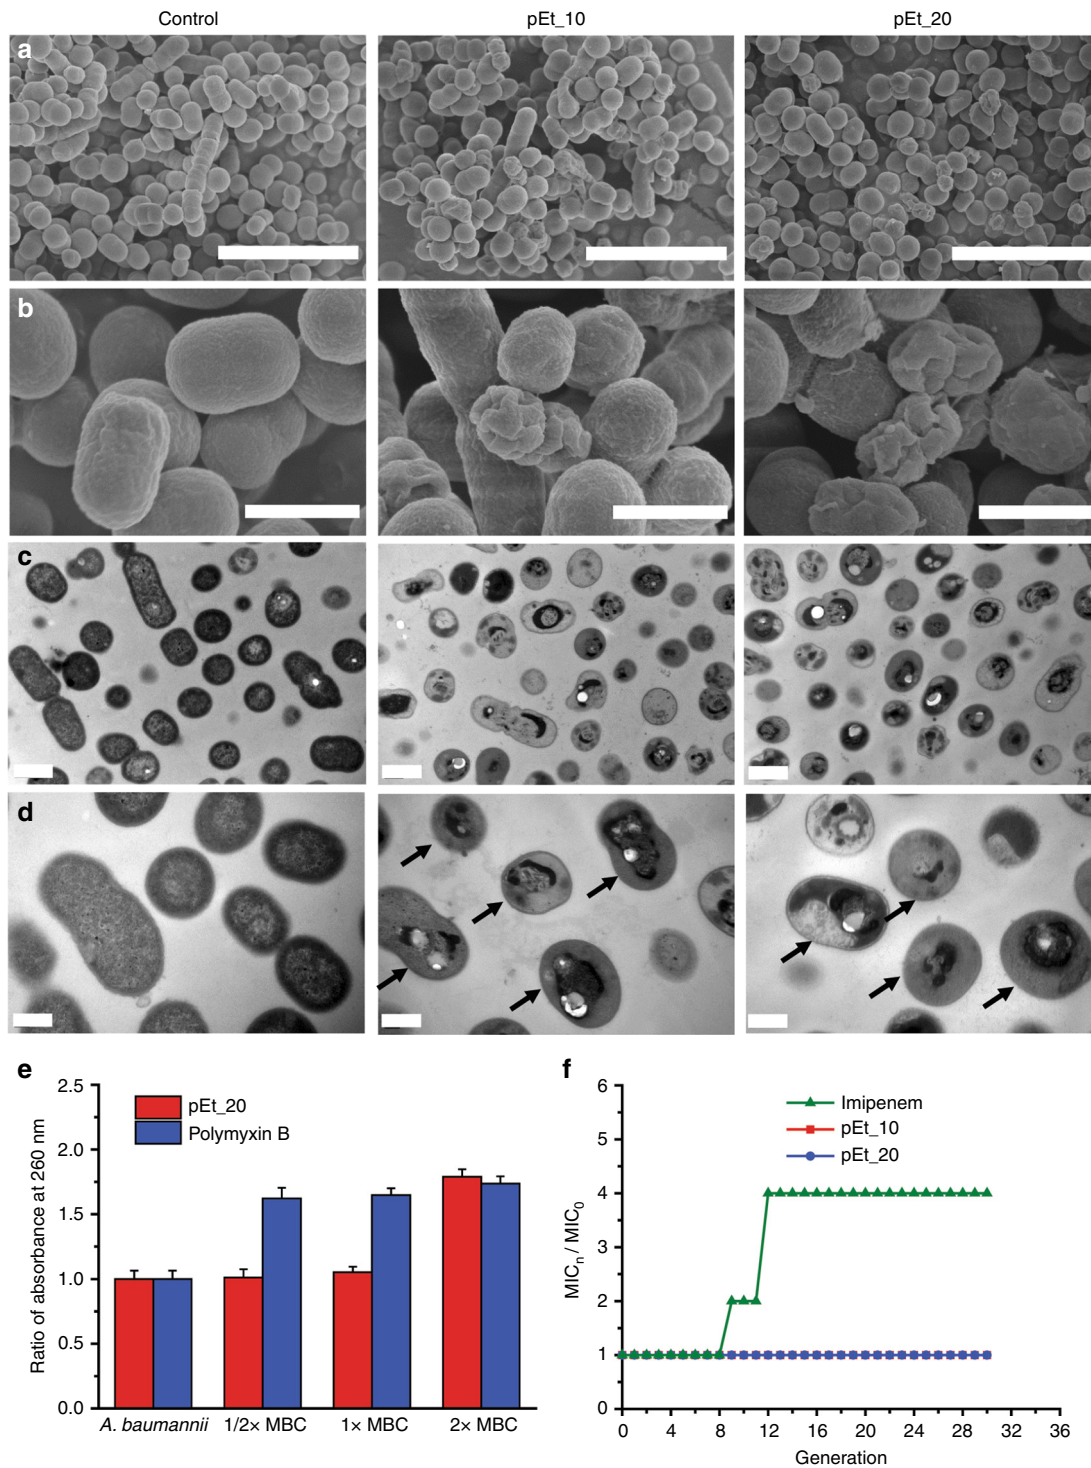 Control
pEt_10
pEt_20
a
b
c
d
e
2.5
2.0
1.5
1.0
0.5
0.0
Ratio of absorbance at 260 nm
pEt_20
Polymyxin B
A. baumannii
1/2× MBC
1× MBC
2× MBC
f
6
5
4
3
2
1
0
MICn / MIC0
Imipenem
pEt_10
pEt_20
0 4 8 12 16 20 24 28 32 36
Generation